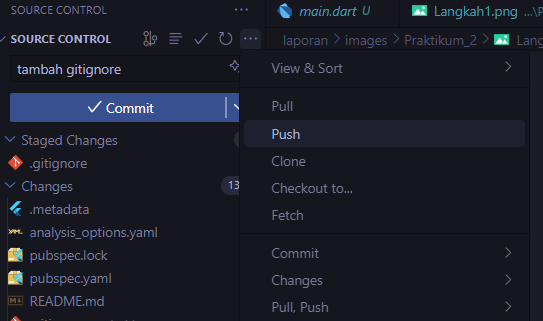 SOURCE CONTROL
SOURCE CONTROL
tambah gitignore
Commit
Staged Changes
.gitignore
Changes
13
.metadata
analysis_options.yaml
pubspec.lock
pubspec.yaml
README.md
main.dart U
Langkah1.png ...\P
laporan > images > Praktikum_2 > Lang
View & Sort
Pull
Push
Clone
Checkout to...
Fetch
Commit
Changes
Pull, Push